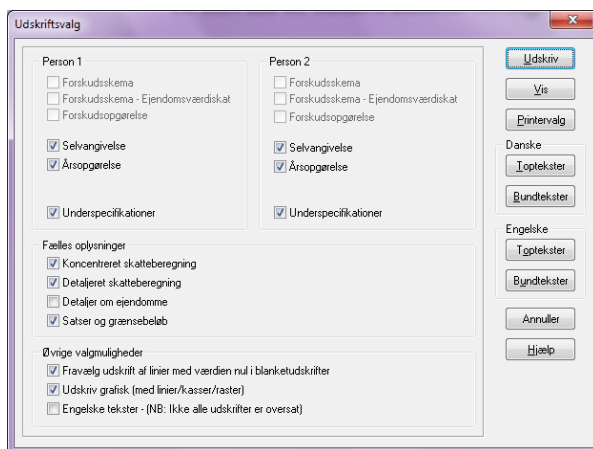 Udskriftsvalg
Person 1
Forskudsskema
Forskudsskema - Ejendomsværdiskat
Forskudsopgørelse
Selvangivelse
Årsopgørelse
Underspecifikationer
Person 2
Forskudsskema
Forskudsskema - Ejendomsværdiskat
Forskudsopgørelse
Selvangivelse
Årsopgørelse
Underspecifikationer
Fælles oplysninger
Koncentreret skatteberegning
Detaljeret skatteberegning
Detaljer om ejendomme
Satser og grænsebeløb
Øvrige valgmuligheder
Fravælg udskrift af linier med værdien nul i blanketudskrifter
Udskriv grafisk (med linier/kasser/raster)
Engelske tekster - (NB: Ikke alle udskrifter er oversat)
Udskriv
Vis
Printervalg
Danske
Toptekster
Bundtekster
Engelske
Toptekster
Bundtekster
Annuller
Hjælp